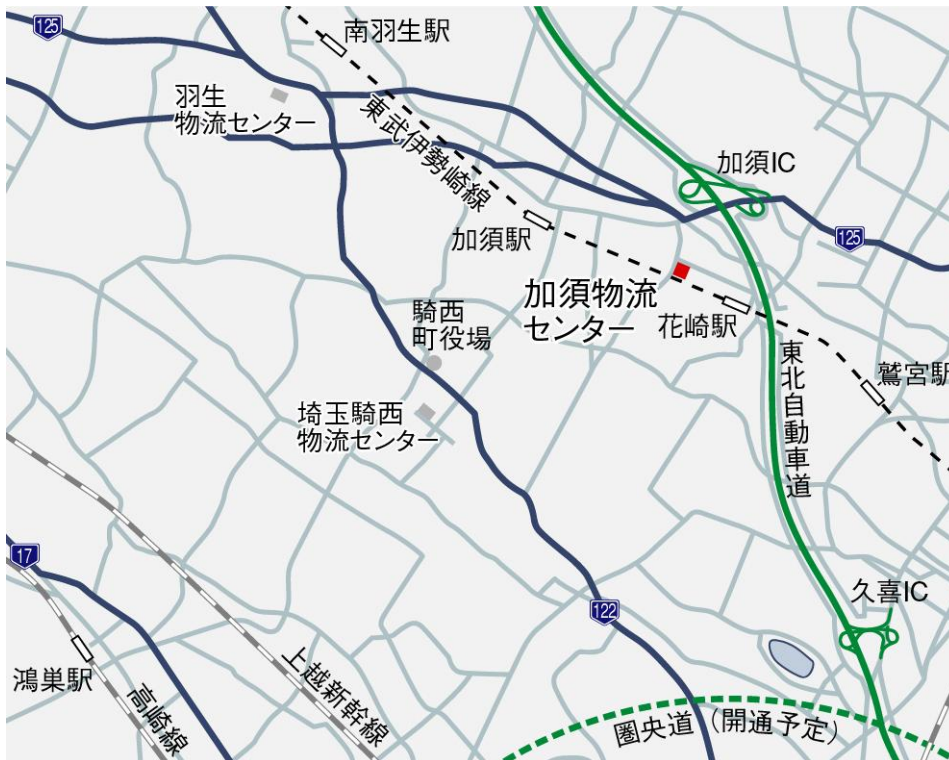 125
南羽生駅
羽生
物流センター
東武伊勢崎線
加須IC
加須駅
125
加須物流
センター
花崎駅
騎西
町役場
東北自動車道
鷲宮駅
埼玉騎西
物流センター
17
久喜IC
122
鴻巣駅
高崎線
上越新幹線
圏央道（開通予定）